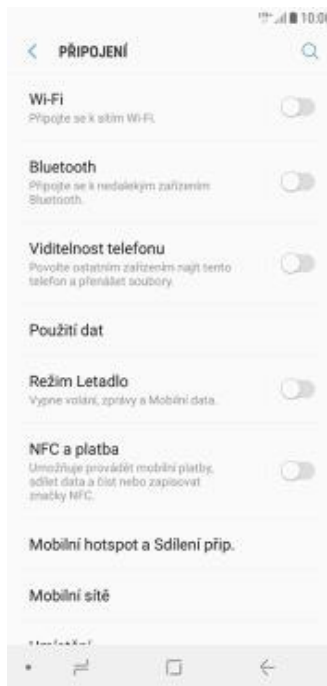 10:00
PŘIPOJENÍ
Wi-Fi
Připojte se k sítím Wi-Fi.
Bluetooth
Připojte se k nedalekým zařízením
Bluetooth.
Viditelnost telefonu
Povolte ostatním zařízením najít tento
telefon a přenášet soubory.
Použití dat
Režim Letadlo
Vypne volání, zprávy a Mobilní data.
NFC a platba
Umožňuje provádět mobilní platby,
sdílet data a číst nebo zapisovat
značky NFC.
Mobilní hotspot a Sdílení přip.
Mobilní sítě